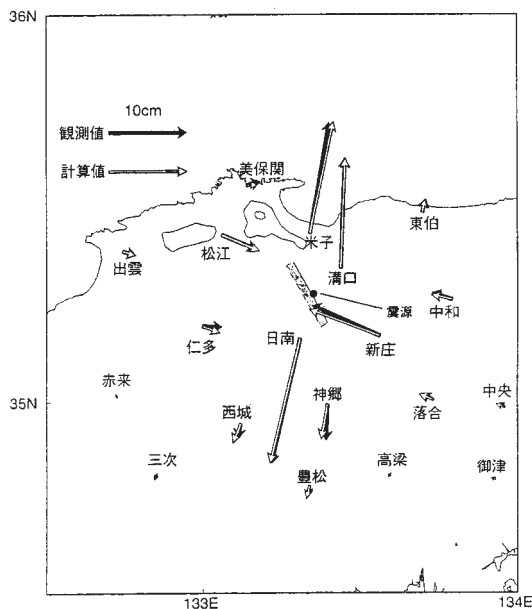 36N
10cm
観測値
計算値
美保関
東伯
米子
松江
出雲
溝口
震源
中和
新庄
日南
仁多
赤来
神郷
中央
35N
西城
落合
三次
高梁
御津
豊松
133E
134E